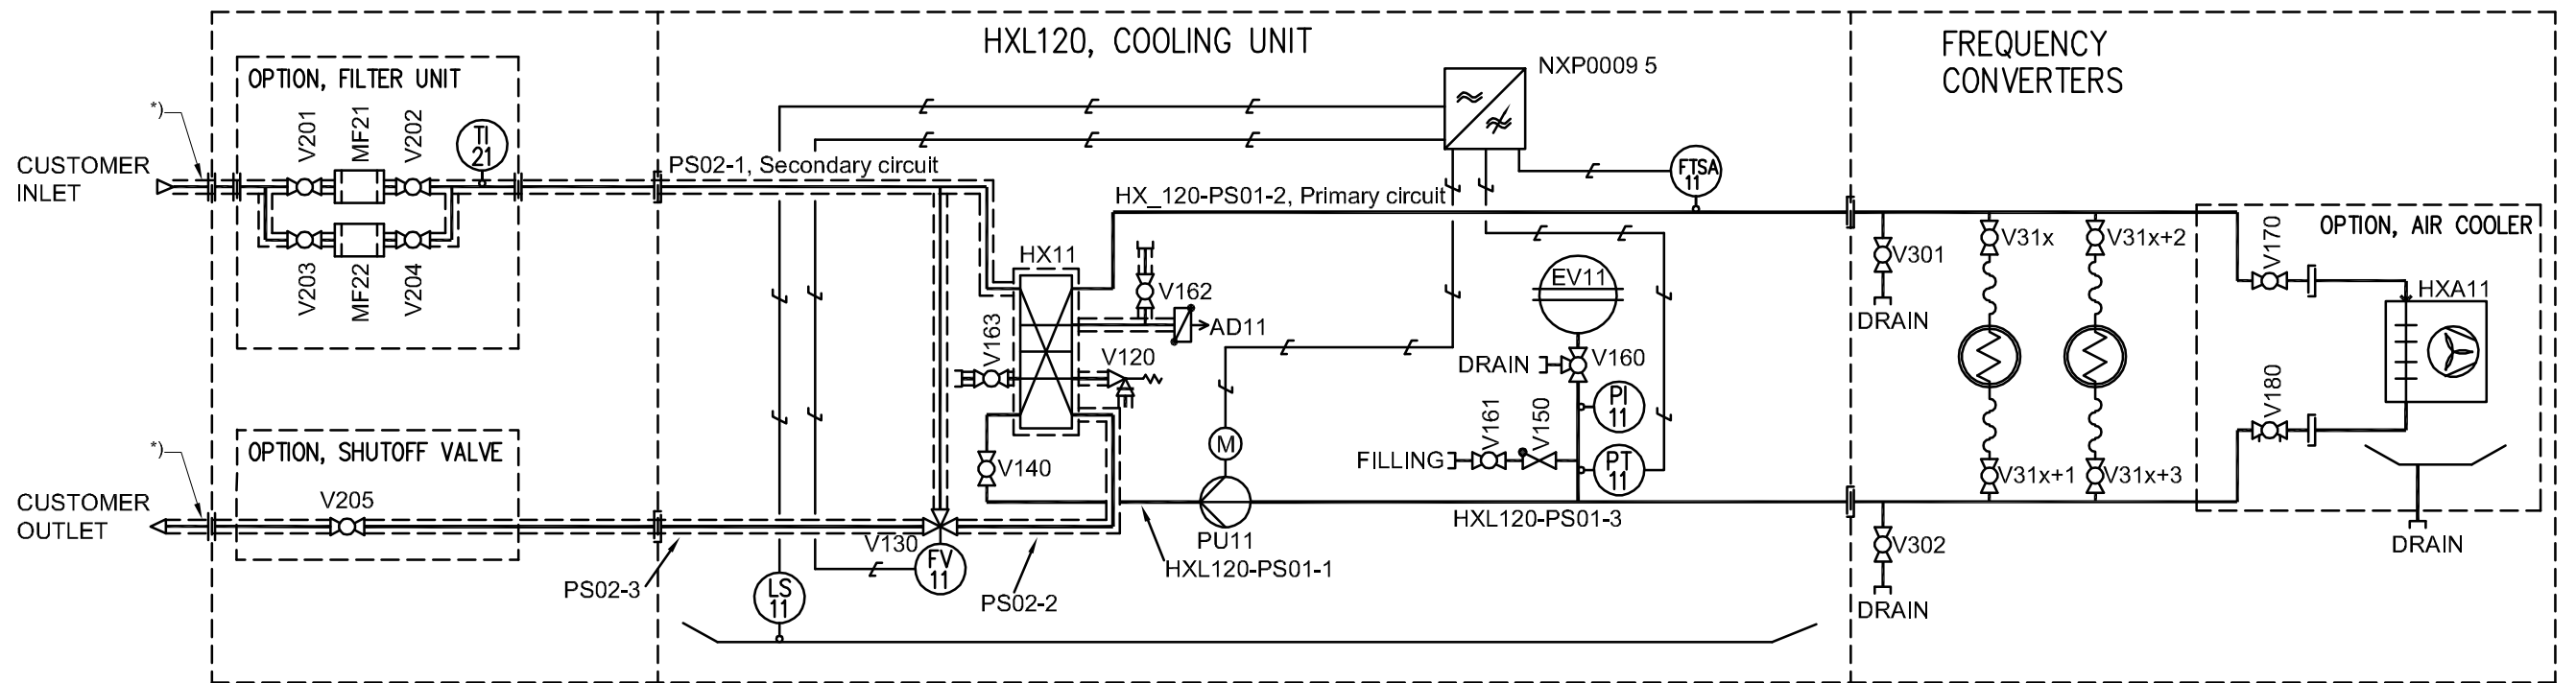 HXL120, COOLING UNIT
FREQUENCY
CONVERTERS
OPTION, FILTER UNIT
NXP0009 5
*)
V201
MF21
V202
TI
21
CUSTOMER
INLET
PS02-1, Secondary circuit
FTSA
11
HX_120-PS01-2, Primary circuit
V203
MF22
V204
HX11
V162
AD11
V163
V120
EV11
DRAIN
V160
PI
11
V161
V150
FILLING
PT
11
M
V140
V301
DRAIN
V31x
V31x+2
V170
OPTION, AIR COOLER
HXA11
V180
V31x+1
V31x+3
*)
OPTION, SHUTOFF VALVE
V205
CUSTOMER
OUTLET
V130
FV
11
PU11
HXL120-PS01-3
HXL120-PS01-1
PS02-3
LS
11
PS02-2
V302
DRAIN
DRAIN